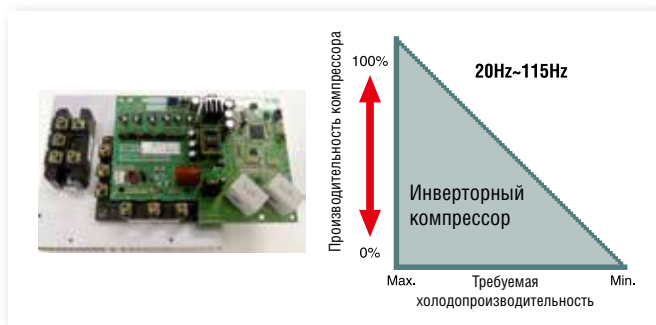 Производительность компрессора
100%
20Hz~115Hz
Инверторный
компрессор
0%
Max.
Требуемая
холодопроизводительность
Min.